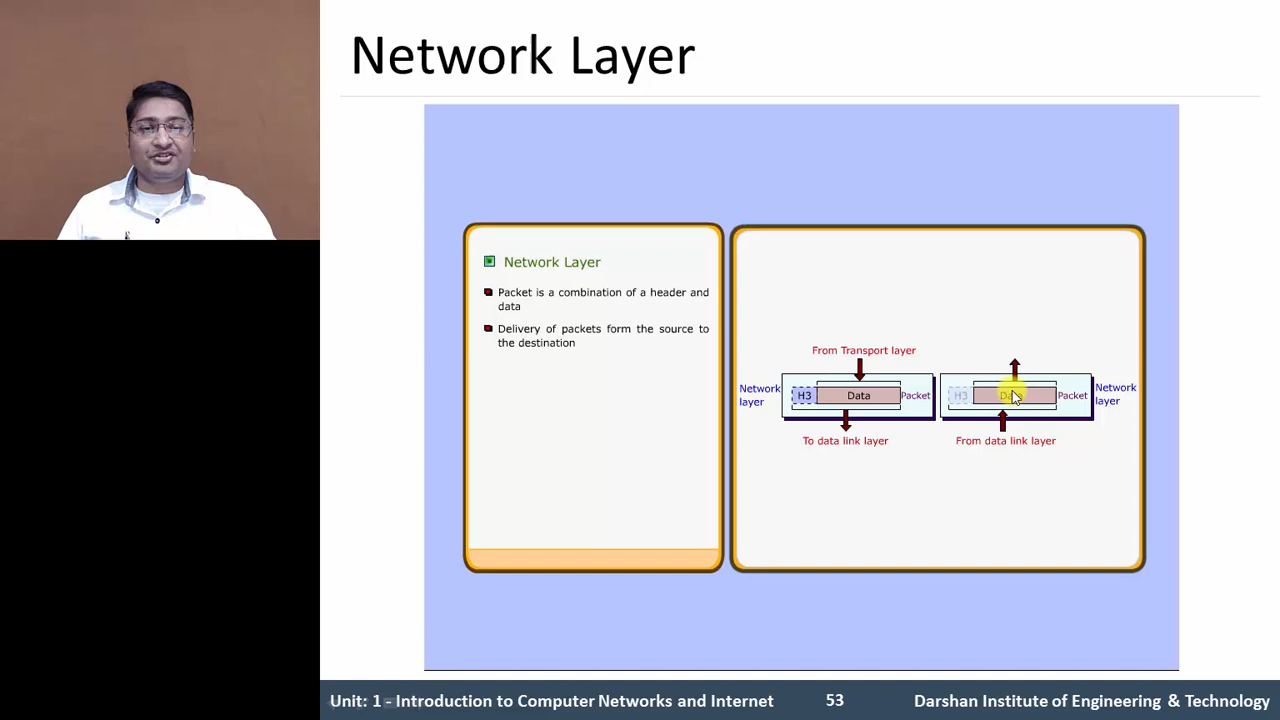 Network Layer
Network Layer
Packet is a combination of a header and
data
Delivery of packets form the source to
the destination
From Transport layer
Network
layer
H3
Data
Packet
To data link layer
H3
Data
Packet
Network
layer
From data link layer
Unit: 1 - Introduction to Computer Networks and Internet
53
Darshan Institute of Engineering & Technology